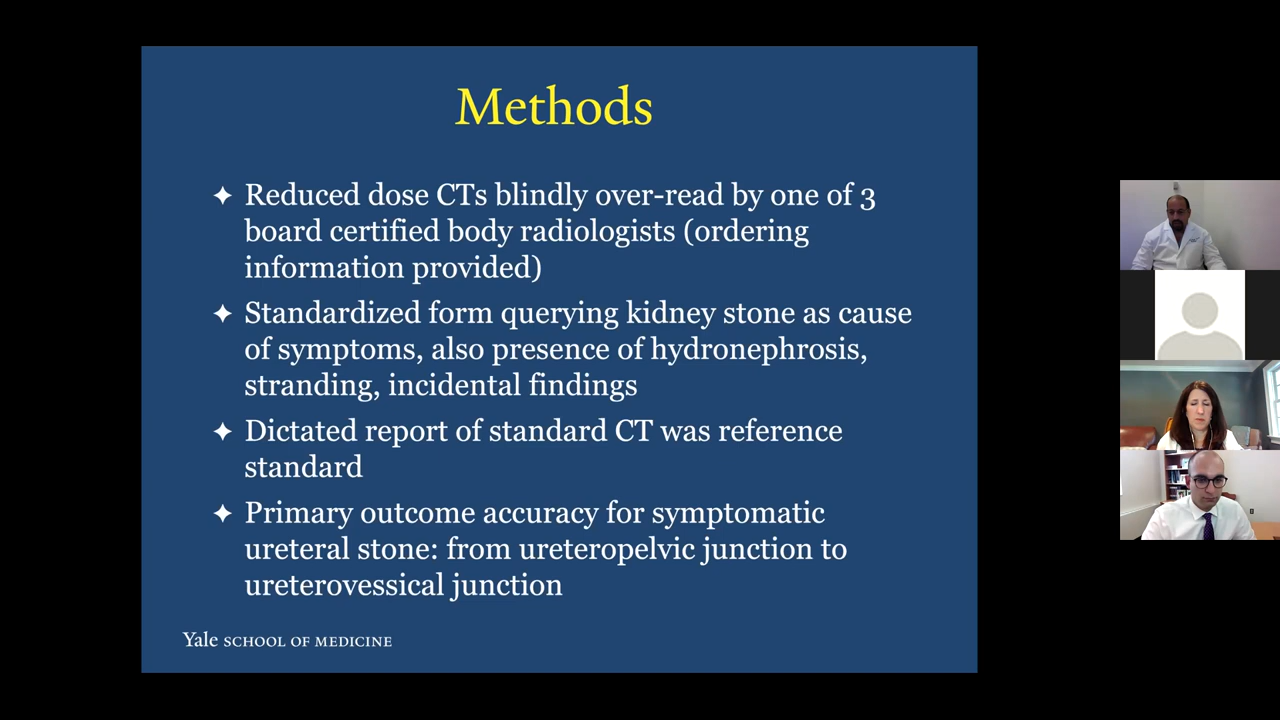 Methods
✦ Reduced dose CTs blindly over-read by one of 3
board certified body radiologists (ordering
information provided)
✦ Standardized form querying kidney stone as cause
of symptoms, also presence of hydronephrosis,
stranding, incidental findings
✦ Dictated report of standard CT was reference
standard
✦ Primary outcome accuracy for symptomatic
ureteral stone: from ureteropelvic junction to
ureterovessical junction
Yale SCHOOL OF MEDICINE